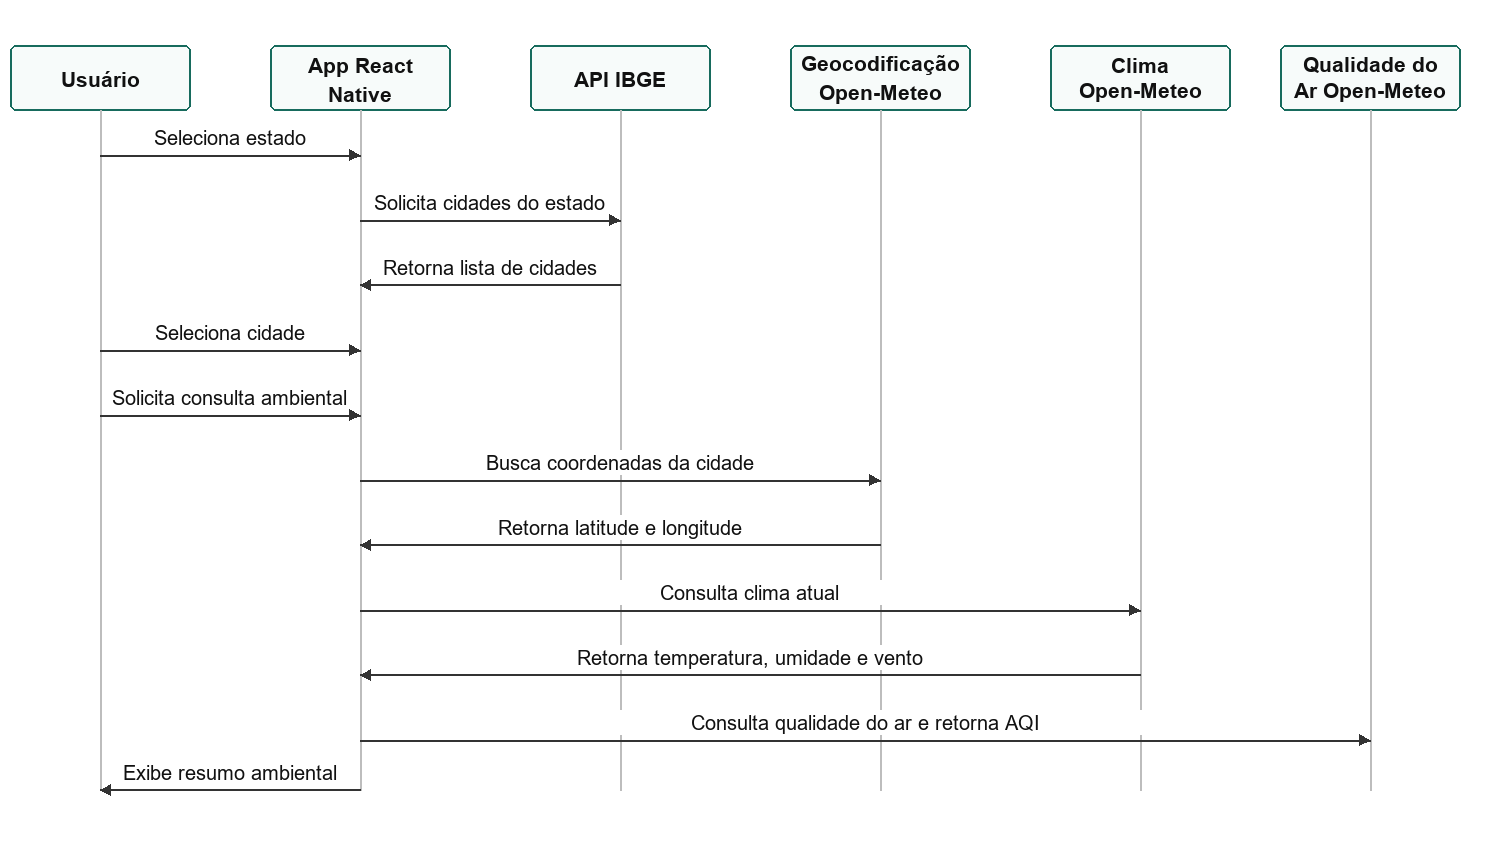 Usuário
App React
Native
API IBGE
Geocodificação
Open-Meteo
Clima
Open-Meteo
Qualidade do
Ar Open-Meteo
Seleciona estado
Solicita cidades do estado
Retorna lista de cidades
Seleciona cidade
Solicita consulta ambiental
Busca coordenadas da cidade
Retorna latitude e longitude
Consulta clima atual
Retorna temperatura, umidade e vento
Consulta qualidade do ar e retorna AQI
Exibe resumo ambiental